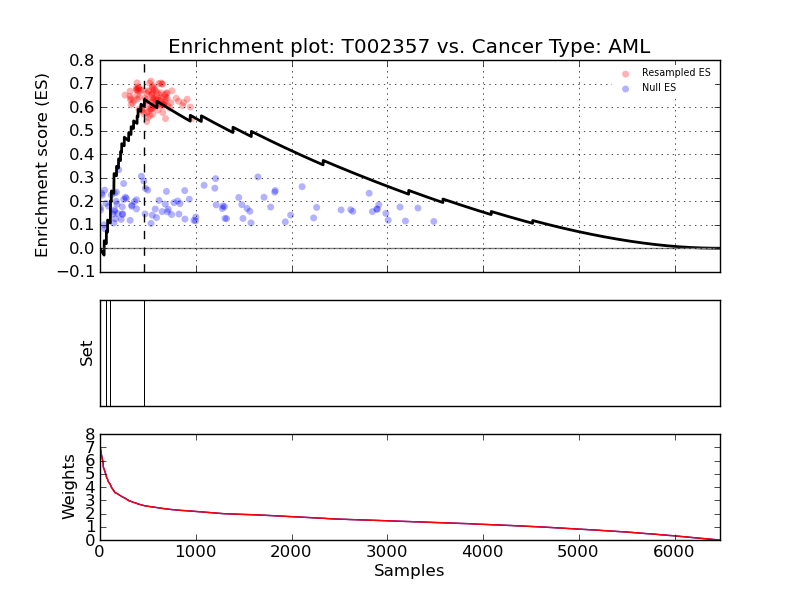 Enrichment plot: T002357 vs. Cancer Type: AML
Enrichment score (ES)
0.8
0.7
0.6
0.5
0.4
0.3
0.2
0.1
0.0
−0.1
Resampled ES
Null ES
Set
Weights
8
7
6
5
4
3
2
1
0
0 1000 2000 3000 4000 5000 6000
Samples